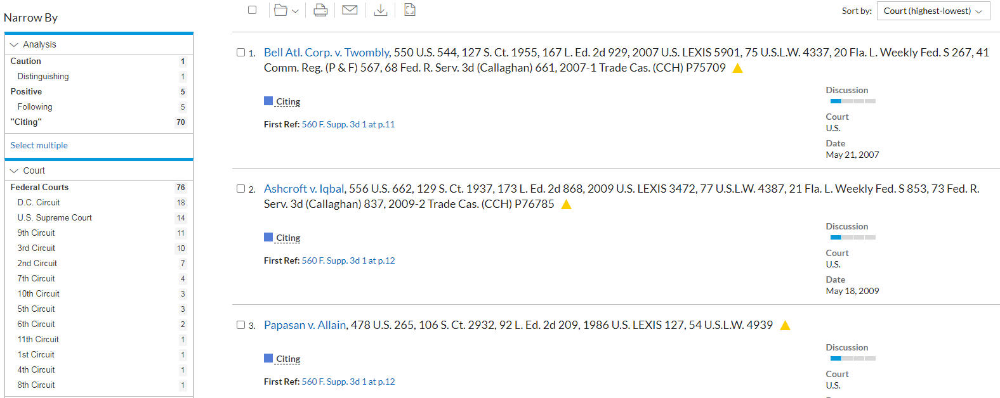 Narrow By
Sort by: Court (highest-lowest)
Analysis
Caution 1
Distinguishing 1
Positive 5
Following 5
"Citing" 70
Select multiple
Court
Federal Courts 76
D.C. Circuit 18
U.S. Supreme Court 14
9th Circuit 11
3rd Circuit 10
2nd Circuit 7
7th Circuit 4
10th Circuit 3
5th Circuit 3
6th Circuit 2
11th Circuit 1
1st Circuit 1
4th Circuit 1
8th Circuit 1
1. Bell Atl. Corp. v. Twombly, 550 U.S. 544, 127 S. Ct. 1955, 167 L. Ed. 2d 929, 2007 U.S. LEXIS 5901, 75 U.S.L.W. 4337, 20 Fla. L. Weekly Fed. S 267, 41
Comm. Reg. (P & F) 567, 68 Fed. R. Serv. 3d (Callaghan) 661, 2007-1 Trade Cas. (CCH) P75709
Citing
First Ref: 560 F. Supp. 3d 1 at p.11
Discussion
Court
U.S.
Date
May 21, 2007
2. Ashcroft v. Iqbal, 556 U.S. 662, 129 S. Ct. 1937, 173 L. Ed. 2d 868, 2009 U.S. LEXIS 3472, 77 U.S.L.W. 4387, 21 Fla. L. Weekly Fed. S 853, 73 Fed. R.
Serv. 3d (Callaghan) 837, 2009-2 Trade Cas. (CCH) P76785
Citing
First Ref: 560 F. Supp. 3d 1 at p.12
Discussion
Court
U.S.
Date
May 18, 2009
3. Papasan v. Allain, 478 U.S. 265, 106 S. Ct. 2932, 92 L. Ed. 2d 209, 1986 U.S. LEXIS 127, 54 U.S.L.W. 4939
Citing
First Ref: 560 F. Supp. 3d 1 at p.12
Discussion
Court
U.S.